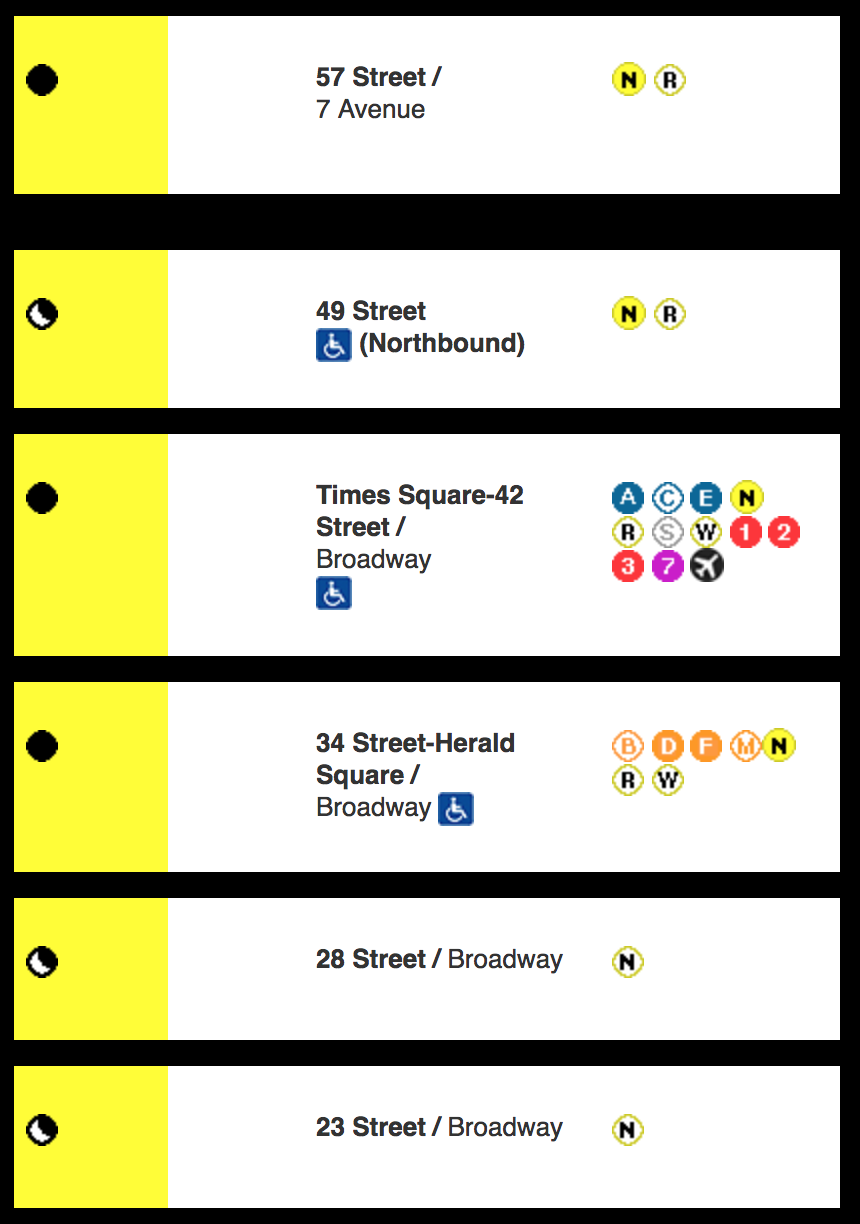 57 Street / N R
7 Avenue
49 Street N R
(Northbound)
Times Square-42 A C E N
Street / R S W 1 2
Broadway 3 7
34 Street-Herald B D F M N
Square / R W
Broadway
28 Street / Broadway N
23 Street / Broadway N